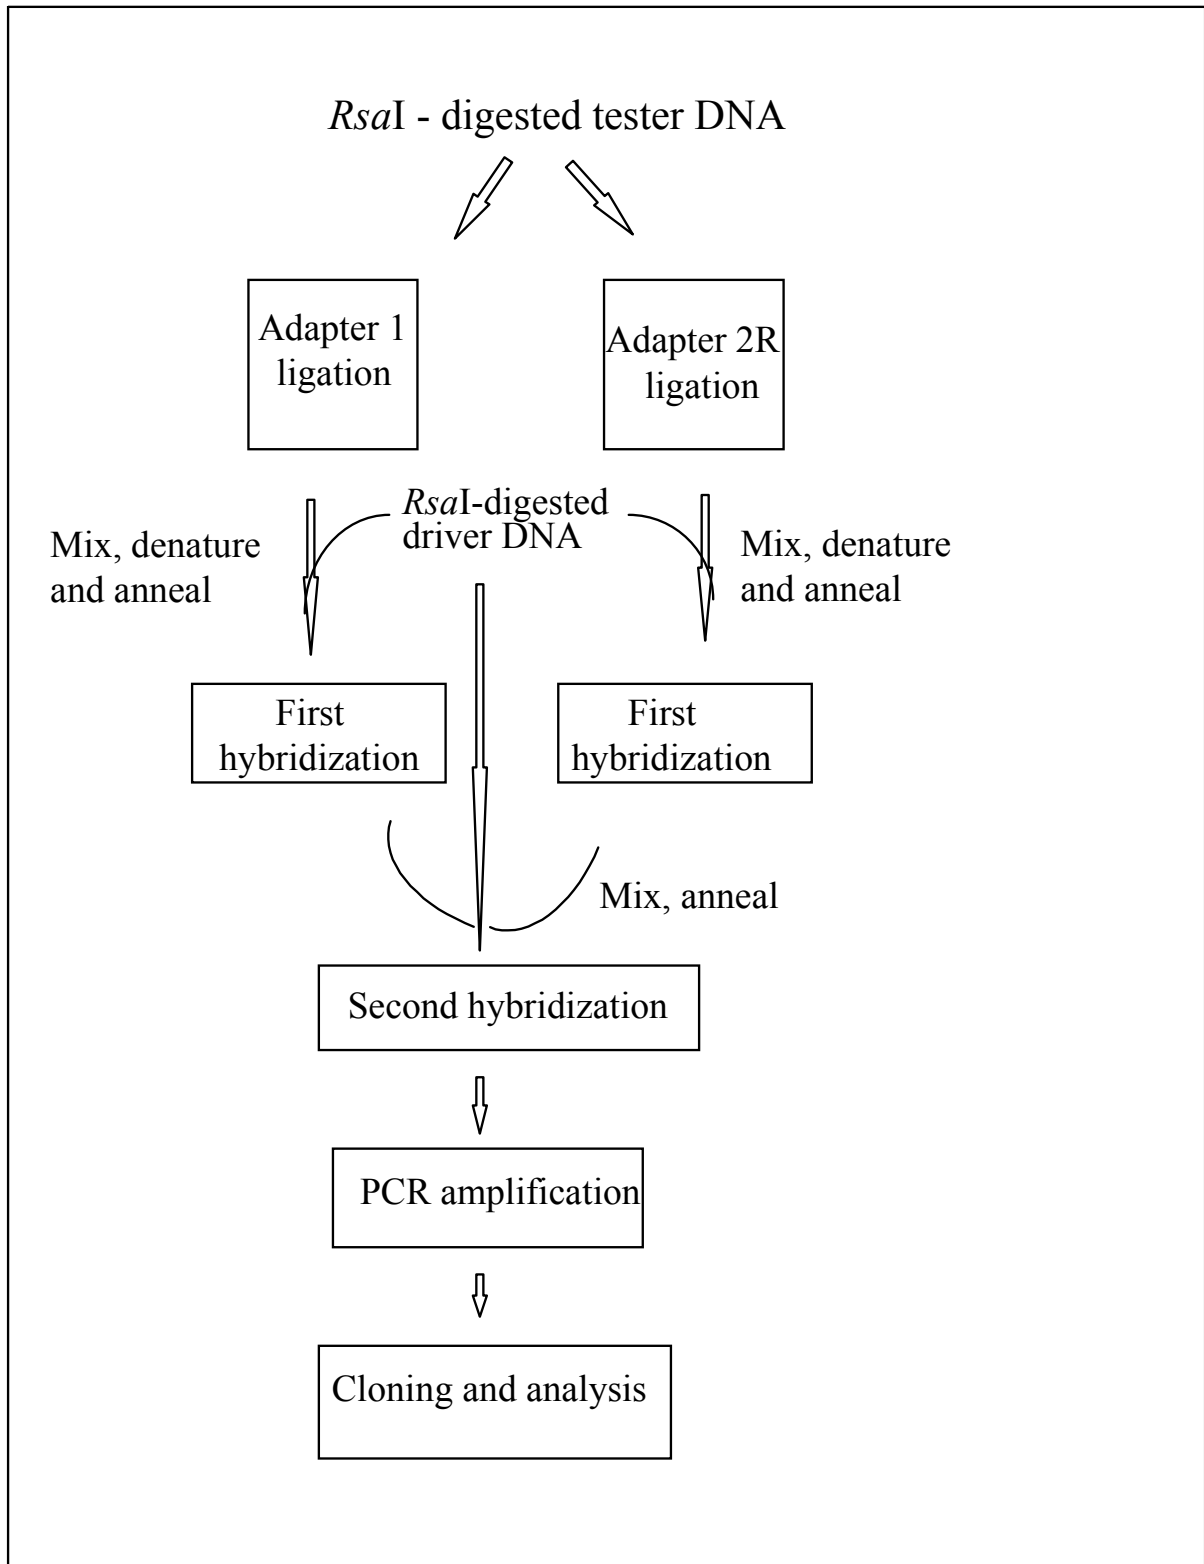 RsaI - digested tester DNA
Adapter 1
ligation
Adapter 2R
ligation
RsaI-digested
driver DNA
Mix, denature
and anneal
Mix, denature
and anneal
First
hybridization
First
hybridization
Mix, anneal
Second hybridization
PCR amplification
Cloning and analysis